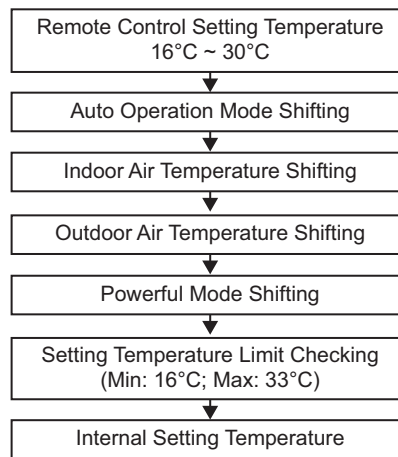 Remote Control Setting Temperature
16°C ~ 30°C
Auto Operation Mode Shifting
Indoor Air Temperature Shifting
Outdoor Air Temperature Shifting
Powerful Mode Shifting
Setting Temperature Limit Checking
(Min: 16°C; Max: 33°C)
Internal Setting Temperature